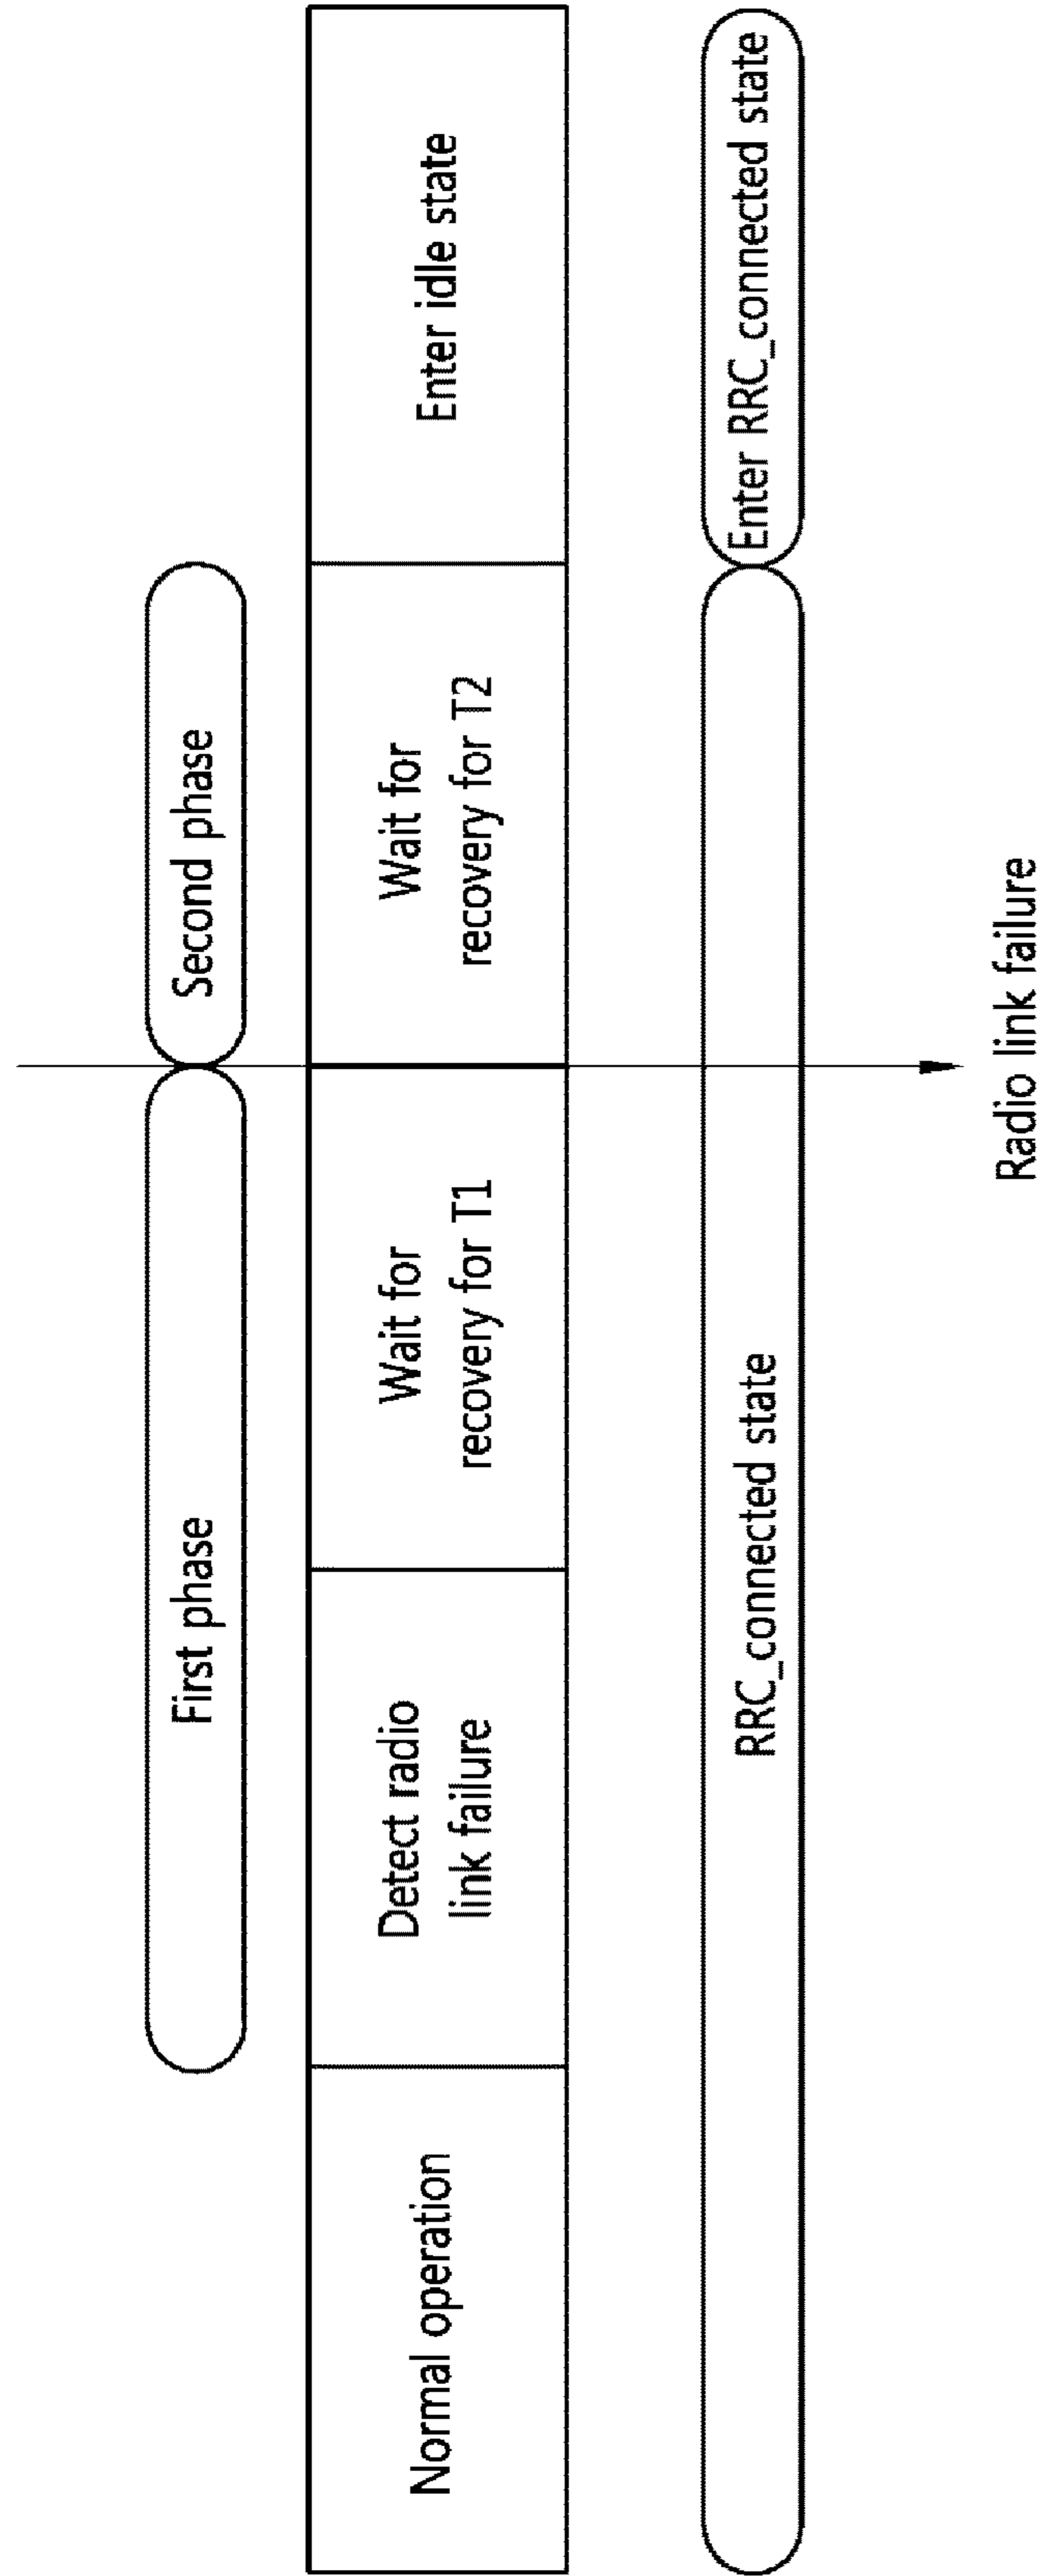 First phase
Second phase
Normal operation
Detect radio
link failure
Wait for
recovery for T1
Wait for
recovery for T2
Enter idle state
RRC_connected state
Enter RRC_connected state
Radio link failure